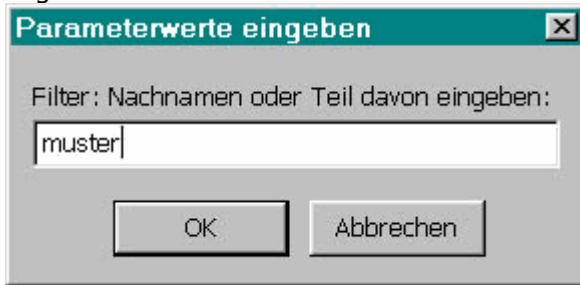 Parameterwerte eingeben
Filter: Nachnamen oder Teil davon eingeben:
muster
OK
Abbrechen